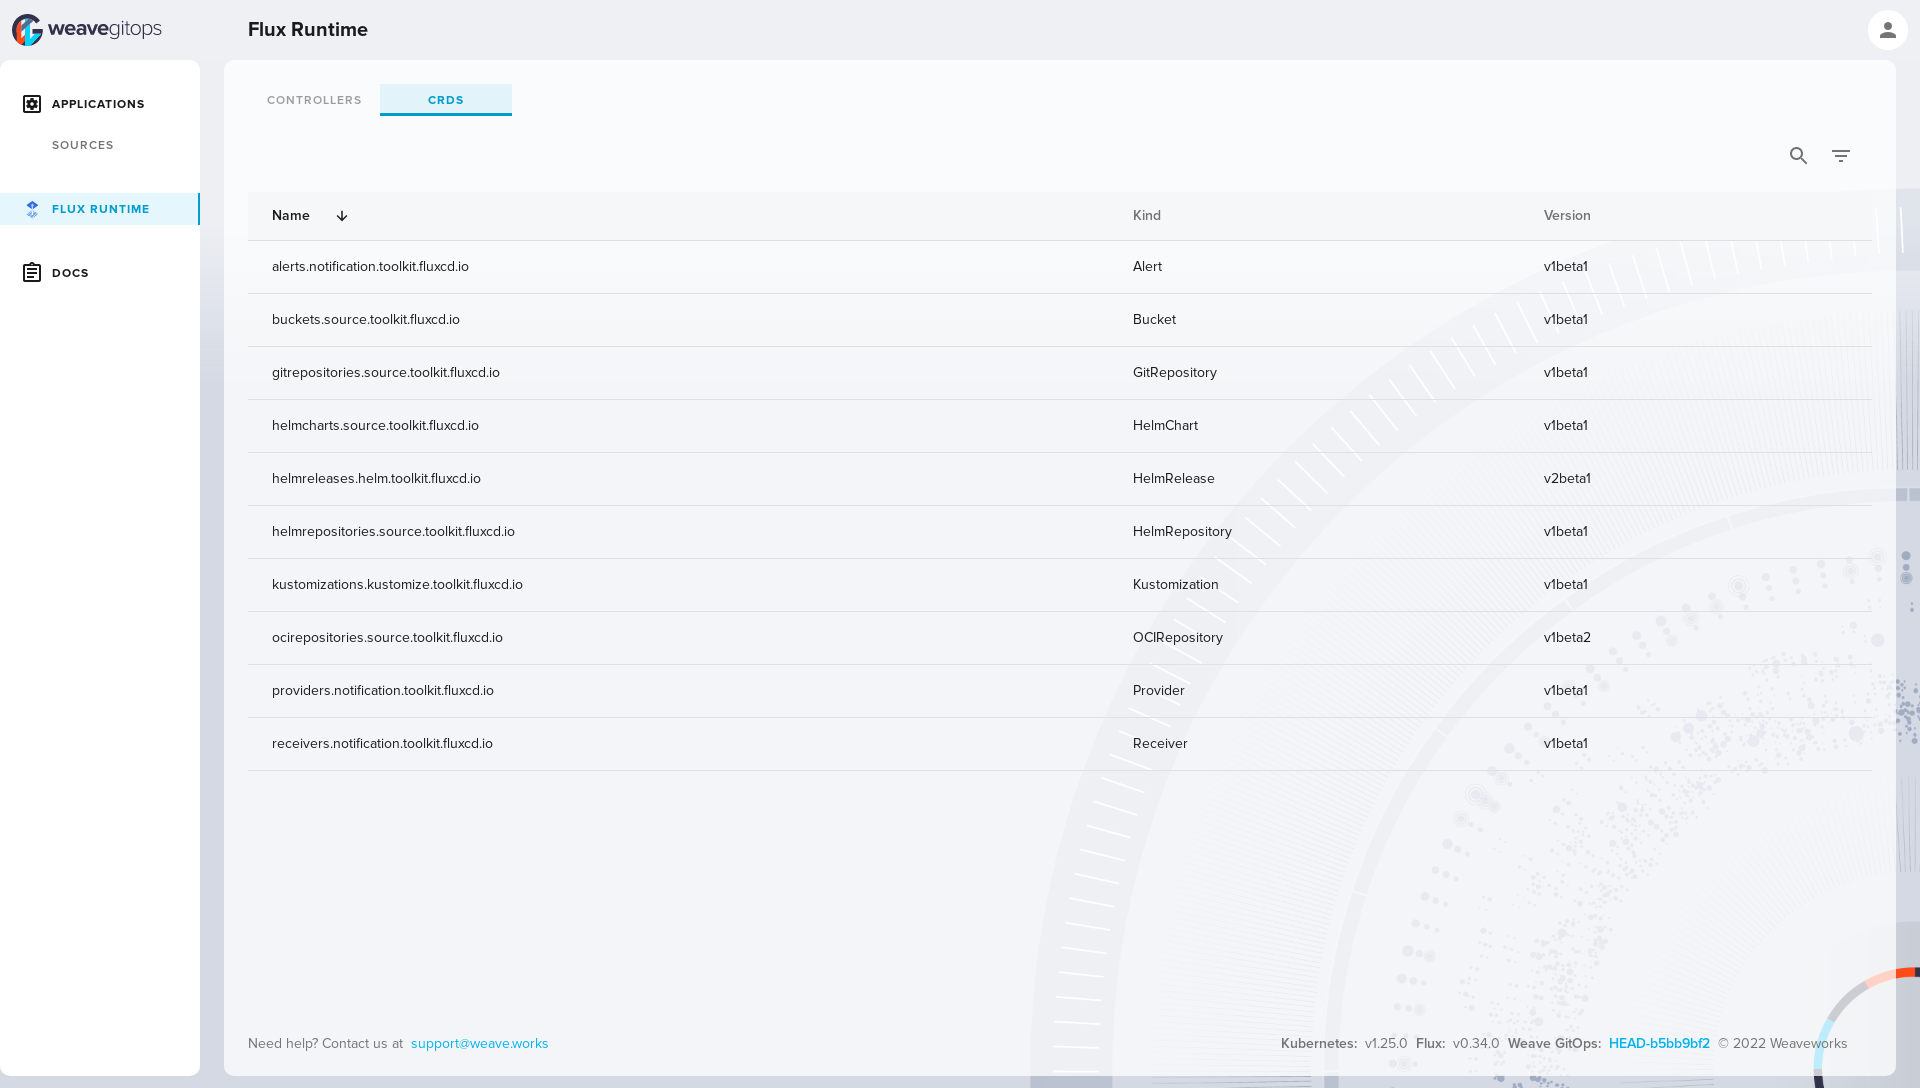 weavegitops
Flux Runtime
APPLICATIONS
SOURCES
FLUX RUNTIME
DOCS
CONTROLLERS CRDS
Name Kind Version
alerts.notification.toolkit.fluxcd.io Alert v1beta1
buckets.source.toolkit.fluxcd.io Bucket v1beta1
gitrepositories.source.toolkit.fluxcd.io GitRepository v1beta1
helmcharts.source.toolkit.fluxcd.io HelmChart v1beta1
helmreleases.helm.toolkit.fluxcd.io HelmRelease v2beta1
helmrepositories.source.toolkit.fluxcd.io HelmRepository v1beta1
kustomizations.kustomize.toolkit.fluxcd.io Kustomization v1beta1
ocirepositories.source.toolkit.fluxcd.io OCIRepository v1beta2
providers.notification.toolkit.fluxcd.io Provider v1beta1
receivers.notification.toolkit.fluxcd.io Receiver v1beta1
Need help? Contact us at support@weave.works Kubernetes: v1.25.0 Flux: v0.34.0 Weave GitOps: HEAD-b5bb9bf2 © 2022 Weaveworks